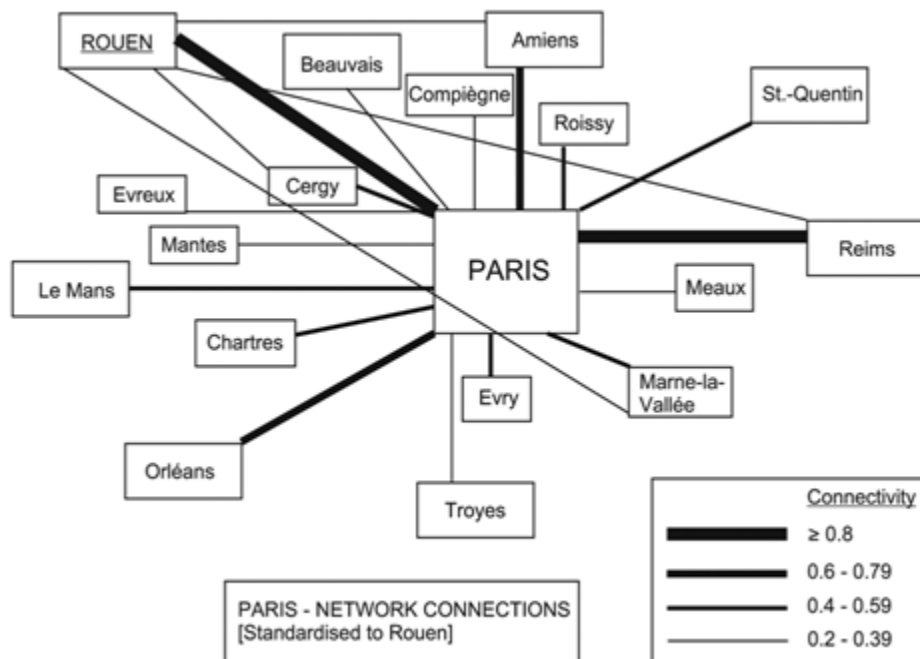 ROUEN
Amiens
Beauvais
Compiègne
St.-Quentin
Roissy
Cergy
Evreux
Mantes
PARIS
Reims
Le Mans
Meaux
Chartres
Evry
Marne-la-
Vallée
Orléans
Troyes
Connectivity
≥ 0.8
0.6 - 0.79
0.4 - 0.59
0.2 - 0.39
PARIS - NETWORK CONNECTIONS
[Standardised to Rouen]